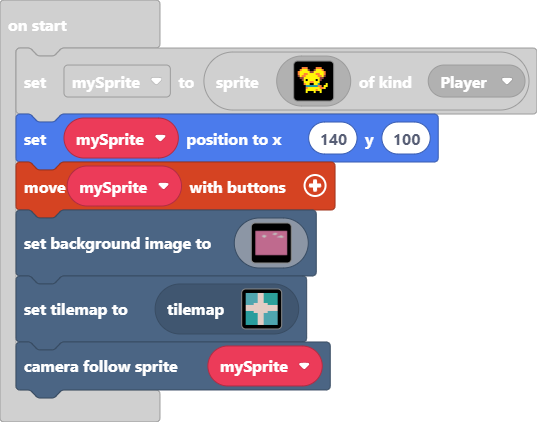 on start
set mySprite to sprite of kind Player
set mySprite position to x 140 y 100
move mySprite with buttons
set background image to
set tilemap to tilemap
camera follow sprite mySprite